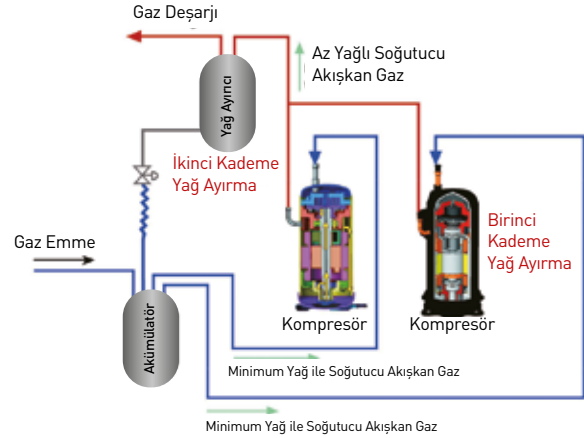 Gaz Deşarjı
Az Yağlı Soğutucu
Akışkan Gaz
Yağ Ayırıcı
İkinci Kademe
Yağ Ayırma
Birinci
Kademe
Yağ Ayırma
Gaz Emme
Akümülatör
Kompresör
Kompresör
Minimum Yağ ile Soğutucu Akışkan Gaz
Minimum Yağ ile Soğutucu Akışkan Gaz